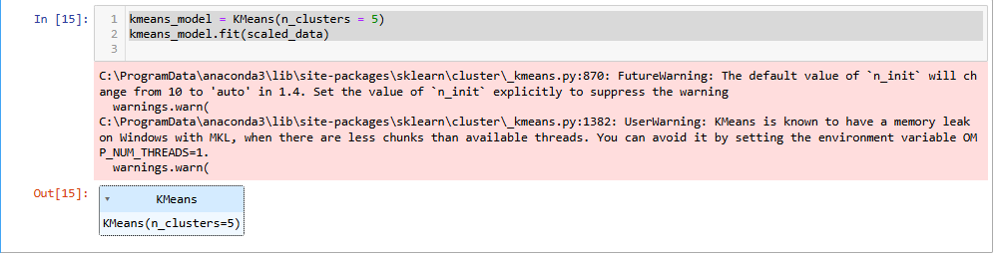 In [15]:
1 kmeans_model = KMeans(n_clusters = 5)
2 kmeans_model.fit(scaled_data)
3
C:\ProgramData\anaconda3\lib\site-packages\sklearn\cluster\_kmeans.py:870: FutureWarning: The default value of `n_init` will ch
ange from 10 to 'auto' in 1.4. Set the value of `n_init` explicitly to suppress the warning
  warnings.warn(
C:\ProgramData\anaconda3\lib\site-packages\sklearn\cluster\_kmeans.py:1382: UserWarning: KMeans is known to have a memory leak
on Windows with MKL, when there are less chunks than available threads. You can avoid it by setting the environment variable OM
P_NUM_THREADS=1.
  warnings.warn(
Out[15]:
▾ KMeans
KMeans(n_clusters=5)